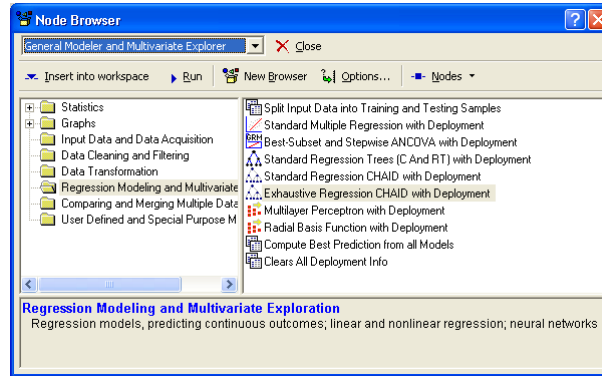 Node Browser
General Modeler and Multivariate Explorer
Close
Insert into workspace Run New Browser Options... Nodes
Statistics
Graphs
Input Data and Data Acquisition
Data Cleaning and Filtering
Data Transformation
Regression Modeling and Multivariate
Comparing and Merging Multiple Data
User Defined and Special Purpose M
Split Input Data into Training and Testing Samples
Standard Multiple Regression with Deployment
GRM Best-Subset and Stepwise ANCOVA with Deployment
Standard Regression Trees (C And RT) with Deployment
Standard Regression CHAID with Deployment
Exhaustive Regression CHAID with Deployment
Multilayer Perceptron with Deployment
Radial Basis Function with Deployment
Compute Best Prediction from all Models
Clears All Deployment Info
Regression Modeling and Multivariate Exploration
Regression models, predicting continuous outcomes; linear and nonlinear regression; neural networks